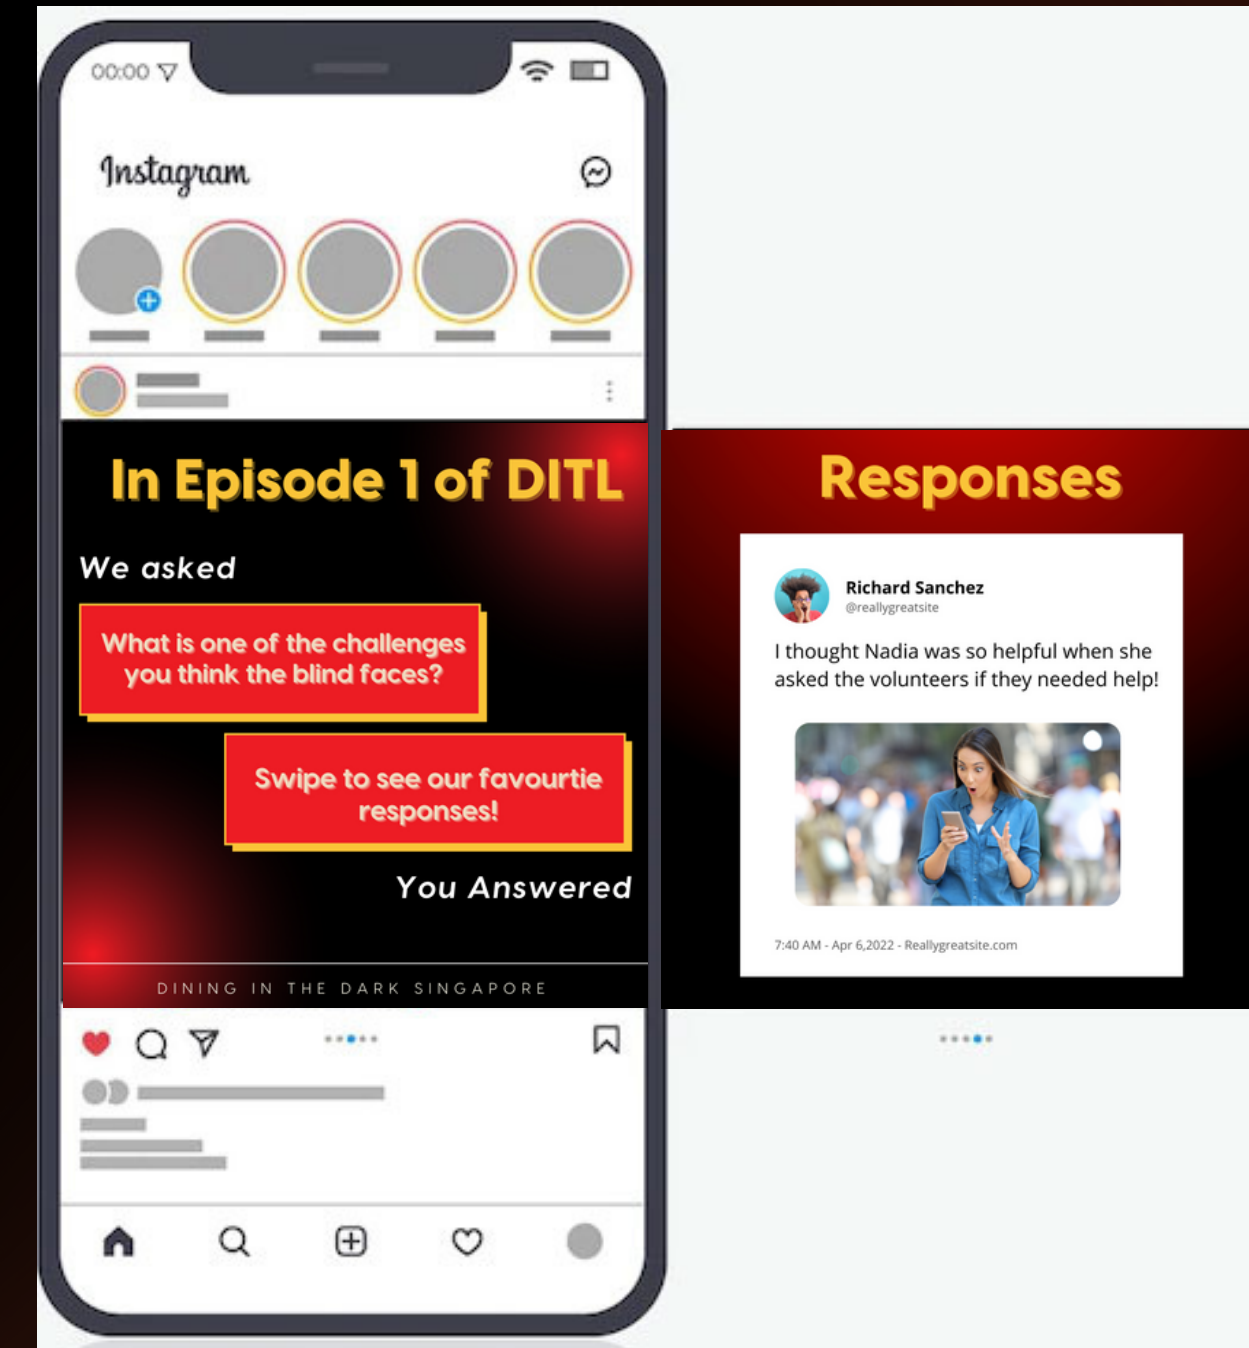 00:00
Instagram
In Episode 1 of DITL
We asked
What is one of the challenges
you think the blind faces?
Swipe to see our favourtie
responses!
You Answered
DINING IN THE DARK SINGAPORE
Responses
Richard Sanchez
@reallygreatsite
I thought Nadia was so helpful when she
asked the volunteers if they needed help!
7:40 AM - Apr 6,2022 - Reallygreatsite.com